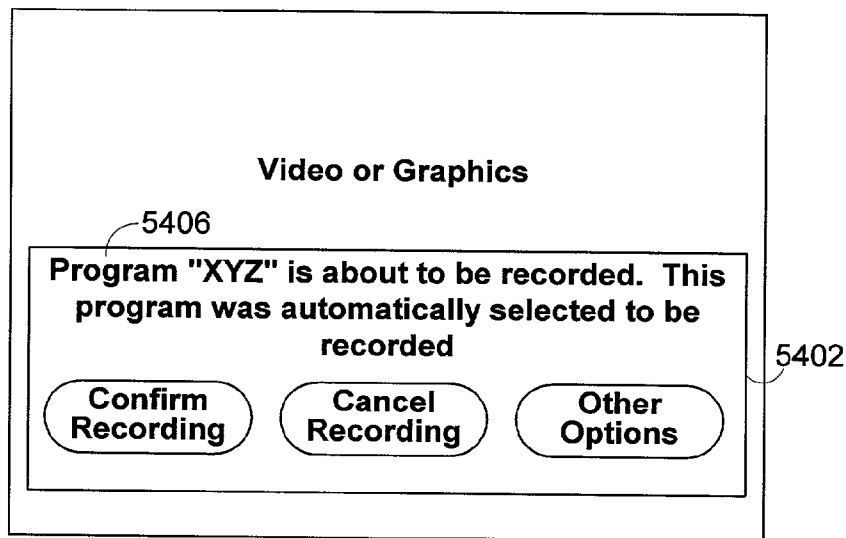 Video or Graphics
5406
Program "XYZ" is about to be recorded. This
program was automatically selected to be
recorded
5402
Confirm
Recording
Cancel
Recording
Other
Options